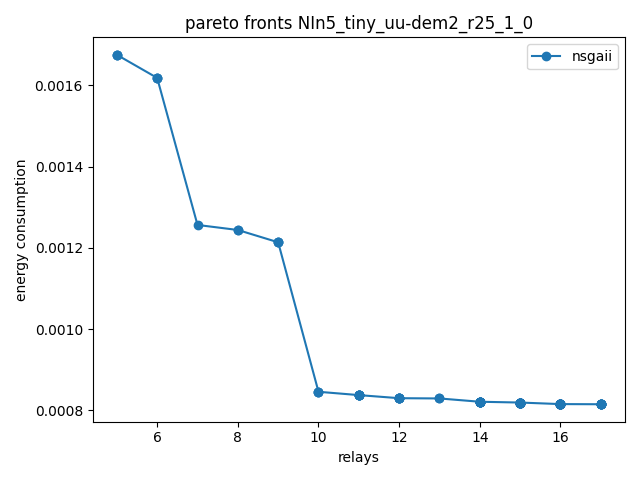 pareto fronts NIn5_tiny_uu-dem2_r25_1_0
nsgaii
0.0016
0.0014
0.0012
0.0010
0.0008
energy consumption
6 8 10 12 14 16
relays